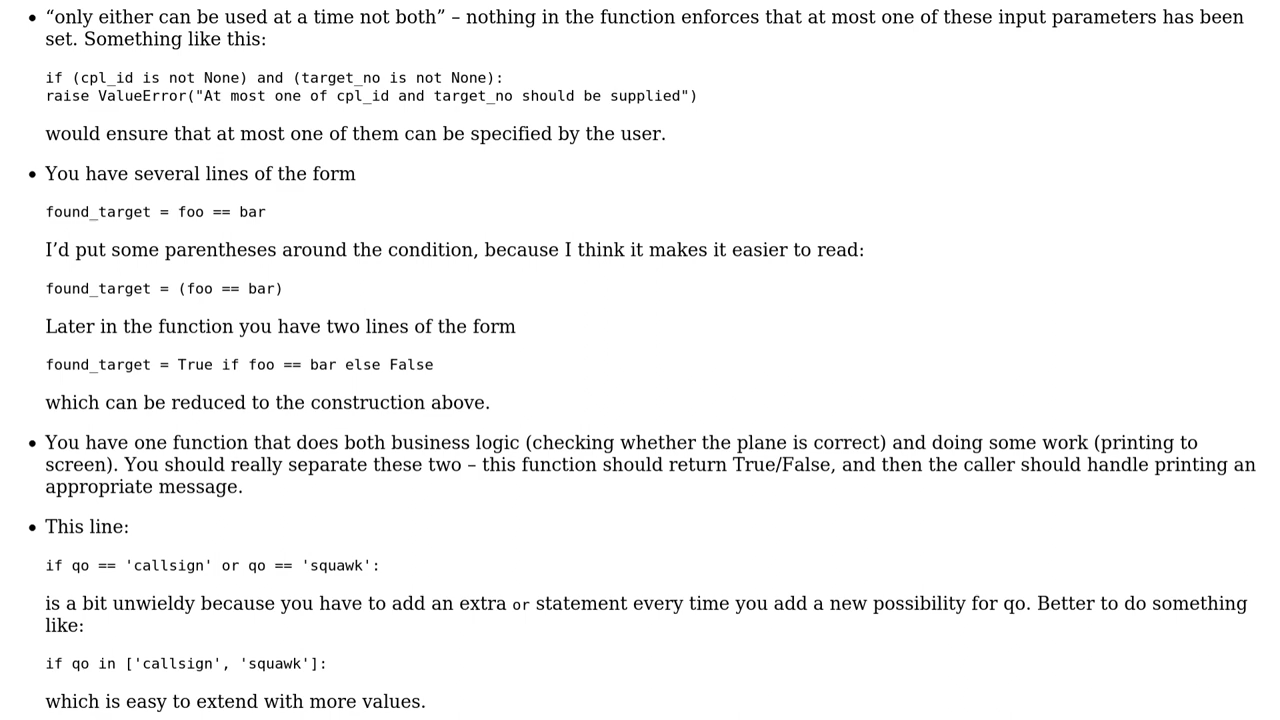 • “only either can be used at a time not both” – nothing in the function enforces that at most one of these input parameters has been
set. Something like this:
if (cpl_id is not None) and (target_no is not None):
raise ValueError("At most one of cpl_id and target_no should be supplied")
would ensure that at most one of them can be specified by the user.
• You have several lines of the form
found_target = foo == bar
I’d put some parentheses around the condition, because I think it makes it easier to read:
found_target = (foo == bar)
Later in the function you have two lines of the form
found_target = True if foo == bar else False
which can be reduced to the construction above.
• You have one function that does both business logic (checking whether the plane is correct) and doing some work (printing to
screen). You should really separate these two – this function should return True/False, and then the caller should handle printing an
appropriate message.
• This line:
if qo == 'callsign' or qo == 'squawk':
is a bit unwieldy because you have to add an extra or statement every time you add a new possibility for qo. Better to do something
like:
if qo in ['callsign', 'squawk']:
which is easy to extend with more values.